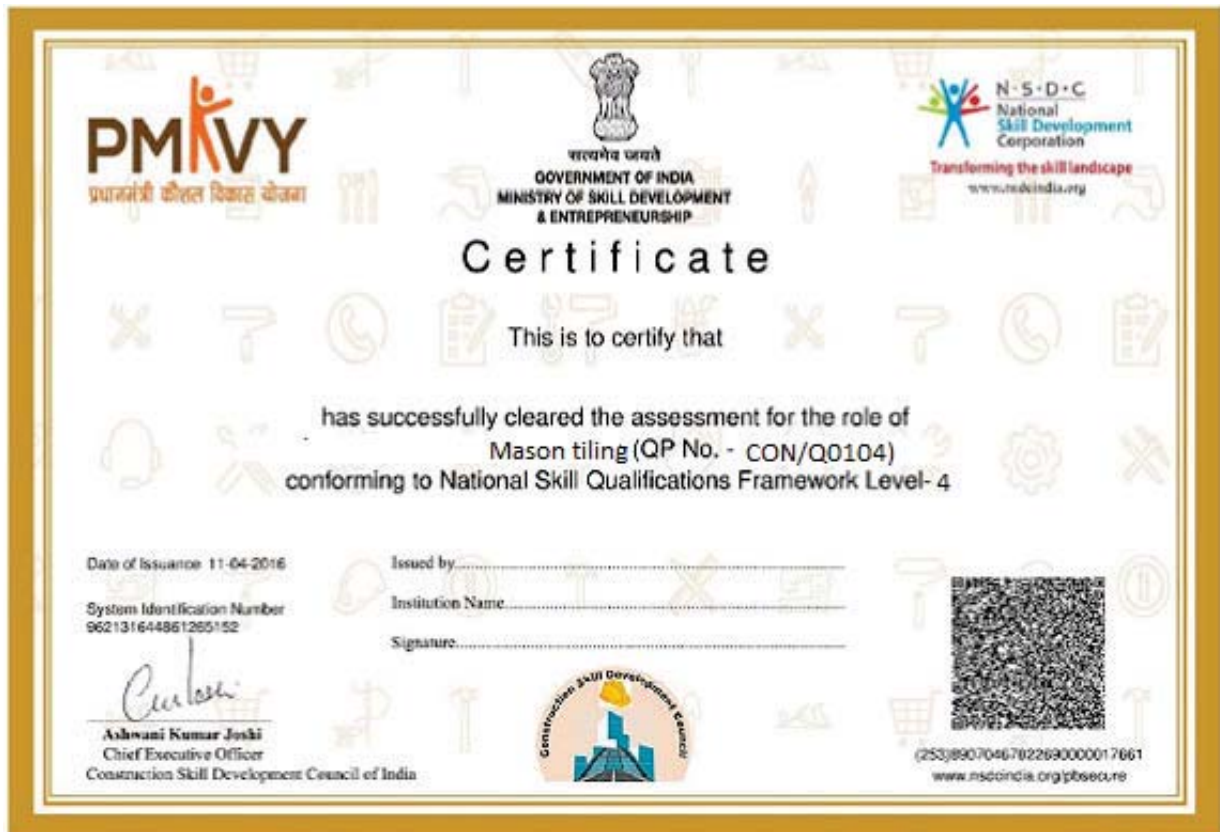 PMKVY
प्रधानमंत्री कौशल विकास योजना
सत्यमेव जयते
GOVERNMENT OF INDIA
MINISTRY OF SKILL DEVELOPMENT
& ENTREPRENEURSHIP
N·S·D·C
National
Skill Development
Corporation
Transforming the skill landscape
www.nsdcindia.org
Certificate
This is to certify that
has successfully cleared the assessment for the role of
Mason tiling (QP No. - CON/Q0104)
conforming to National Skill Qualifications Framework Level- 4
Date of Issuance 11-04-2016
System Identification Number
962131644861265152
Issued by
Institution Name
Signature
Ashwani Kumar Joshi
Chief Executive Officer
Construction Skill Development Council of India
Construction Skill Development Council
(253)89070467822690000017661
www.nsdcindia.org/pbsecure